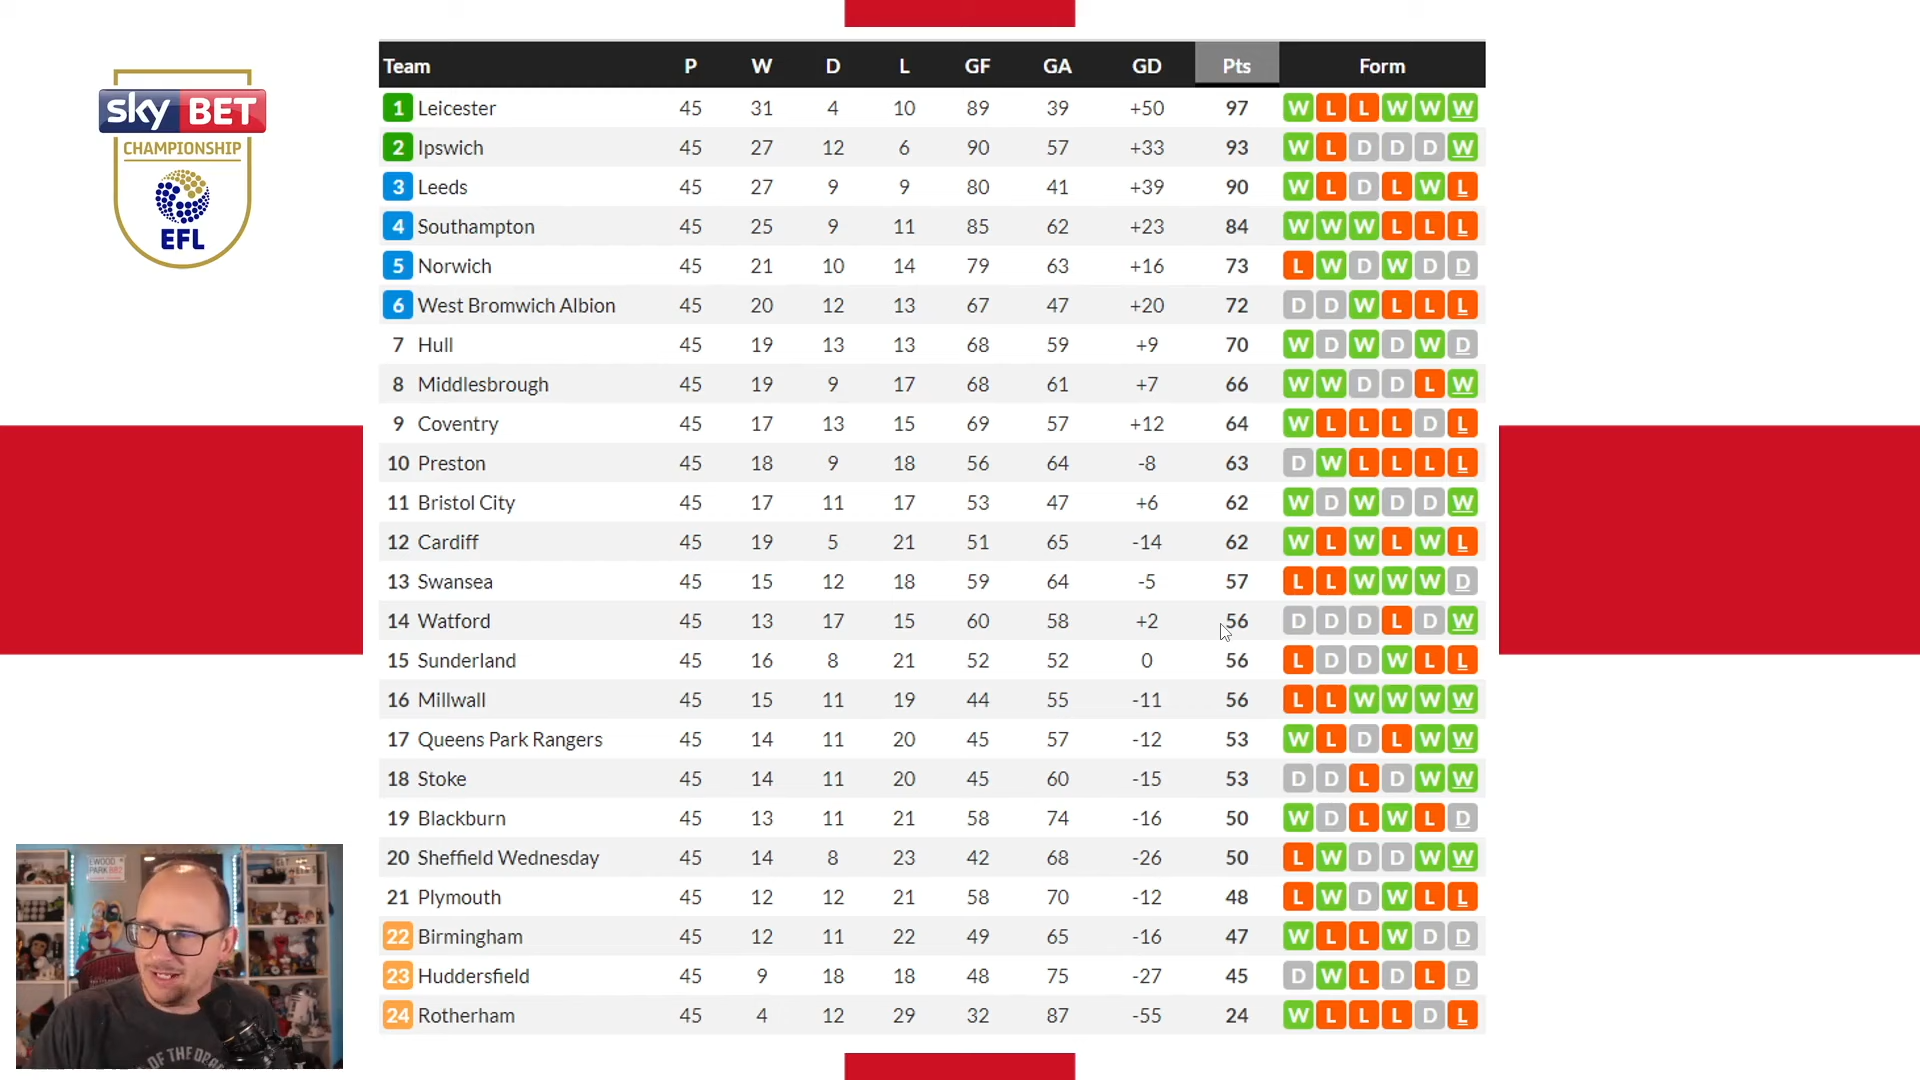 sky BET
CHAMPIONSHIP
EFL
Team P W D L GF GA GD Pts Form
1 Leicester 45 31 4 10 89 39 +50 97 W L L W W W
2 Ipswich 45 27 12 6 90 57 +33 93 W L D D D W
3 Leeds 45 27 9 9 80 41 +39 90 W L D L W L
4 Southampton 45 25 9 11 85 62 +23 84 W W W L L L
5 Norwich 45 21 10 14 79 63 +16 73 L W D W D D
6 West Bromwich Albion 45 20 12 13 67 47 +20 72 D D W L L L
7 Hull 45 19 13 13 68 59 +9 70 W D W D W D
8 Middlesbrough 45 19 9 17 68 61 +7 66 W W D D L W
9 Coventry 45 17 13 15 69 57 +12 64 W L L L D L
10 Preston 45 18 9 18 56 64 -8 63 D W L L L L
11 Bristol City 45 17 11 17 53 47 +6 62 W D W D D W
12 Cardiff 45 19 5 21 51 65 -14 62 W L W L W L
13 Swansea 45 15 12 18 59 64 -5 57 L L W W W D
14 Watford 45 13 17 15 60 58 +2 56 D D D L D W
15 Sunderland 45 16 8 21 52 52 0 56 L D D W L L
16 Millwall 45 15 11 19 44 55 -11 56 L L W W W W
17 Queens Park Rangers 45 14 11 20 45 57 -12 53 W L D L W W
18 Stoke 45 14 11 20 45 60 -15 53 D D L D W W
19 Blackburn 45 13 11 21 58 74 -16 50 W D L W L D
20 Sheffield Wednesday 45 14 8 23 42 68 -26 50 L W D D W W
21 Plymouth 45 12 12 21 58 70 -12 48 L W D W L L
22 Birmingham 45 12 11 22 49 65 -16 47 W L L W D D
23 Huddersfield 45 9 18 18 48 75 -27 45 D W L D L D
24 Rotherham 45 4 12 29 32 87 -55 24 W L L L D L
EWOOD
PARK BB2
OF THE